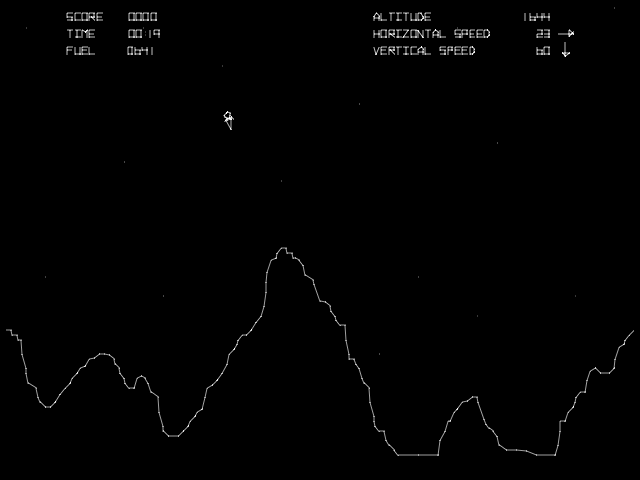 SCORE 0000
TIME 00:19
FUEL 0641
ALTITUDE 1644
HORIZONTAL SPEED 23 →
VERTICAL SPEED 60 ↓